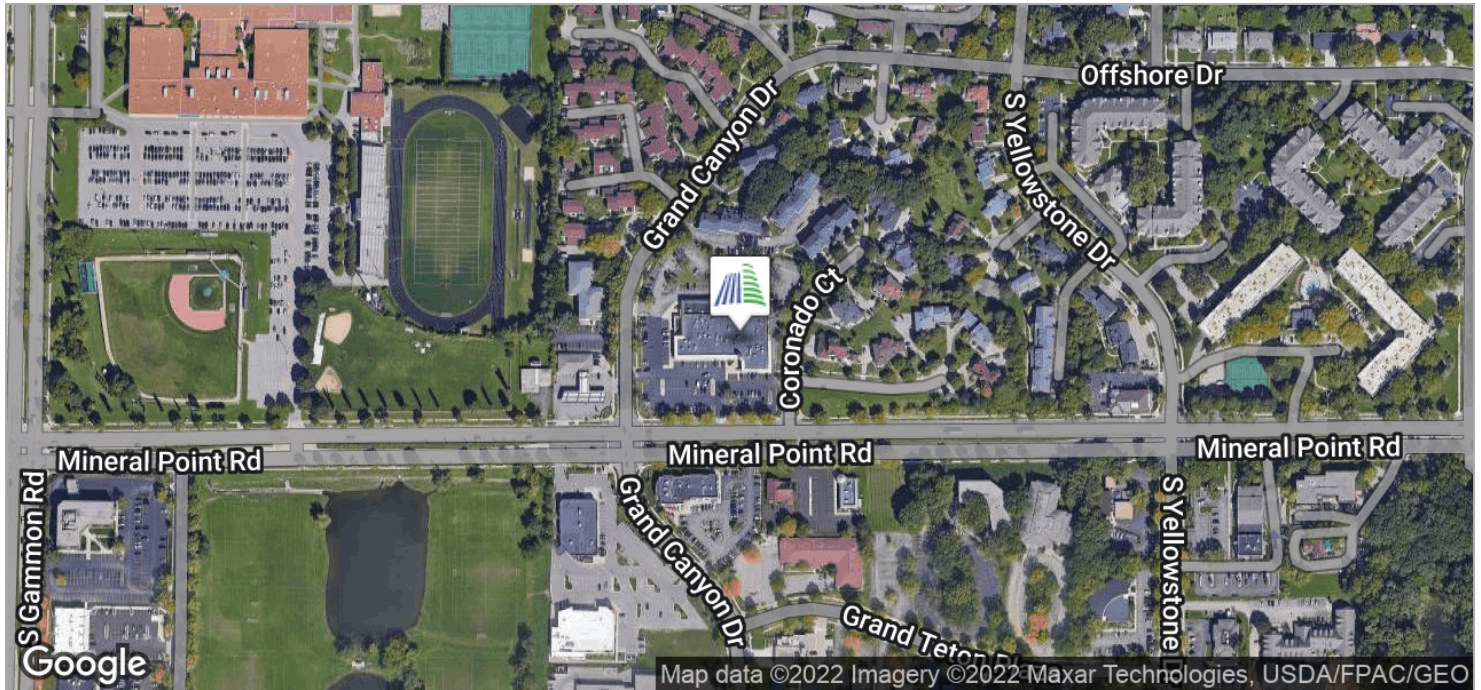 Offshore Dr
Grand Canyon Dr
S Yellowstone Dr
Coronado Ct
Mineral Point Rd
Mineral Point Rd
Mineral Point Rd
S Gammon Rd
Grand Canyon Dr
S Yellowstone
Grand Teton
Google
Map data ©2022 Imagery ©2022 Maxar Technologies, USDA/FPAC/GEO